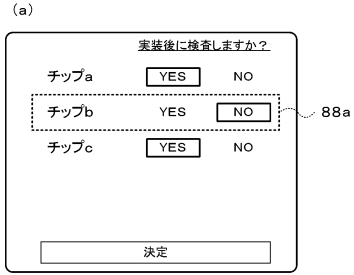 (a)
実装後に検査しますか？
チップa YES NO
チップb YES NO 88a
チップc YES NO
決定